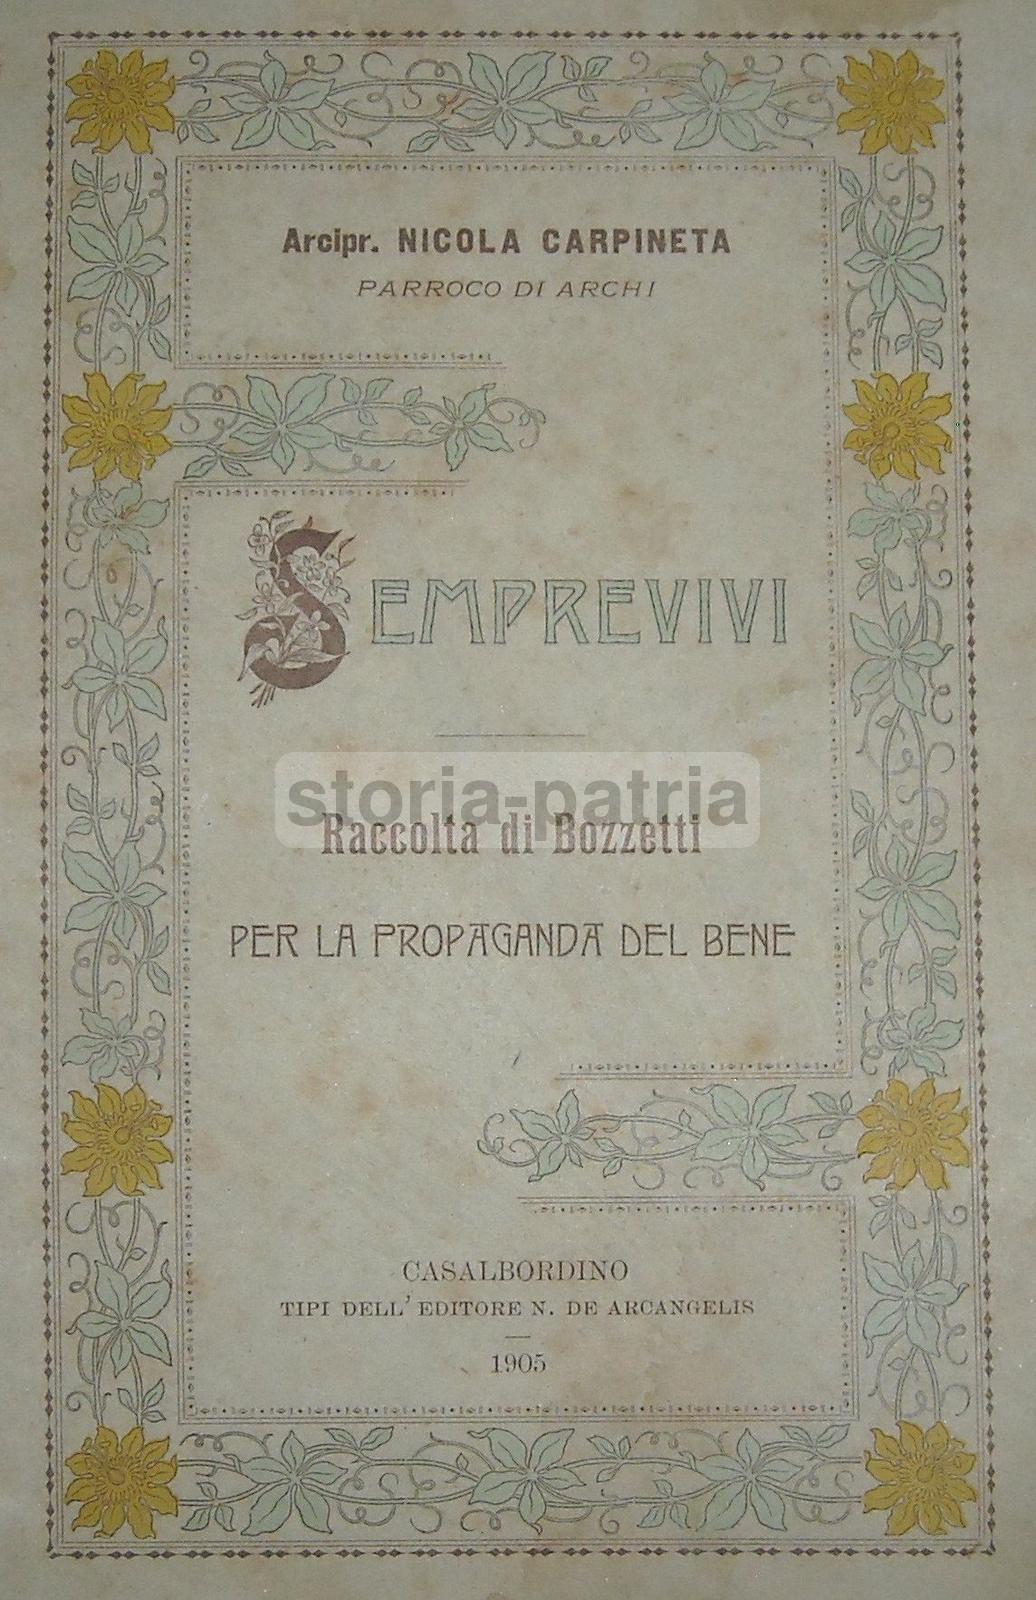 Arcipr. NICOLA CARPINETA
PARROCO DI ARCHI
SEMPREVIVI
storia-patria
Raccolta di Bozzetti
PER LA PROPAGANDA DEL BENE
CASALBORDINO
TIPI DELL' EDITORE N. DE ARCANGELIS
1905